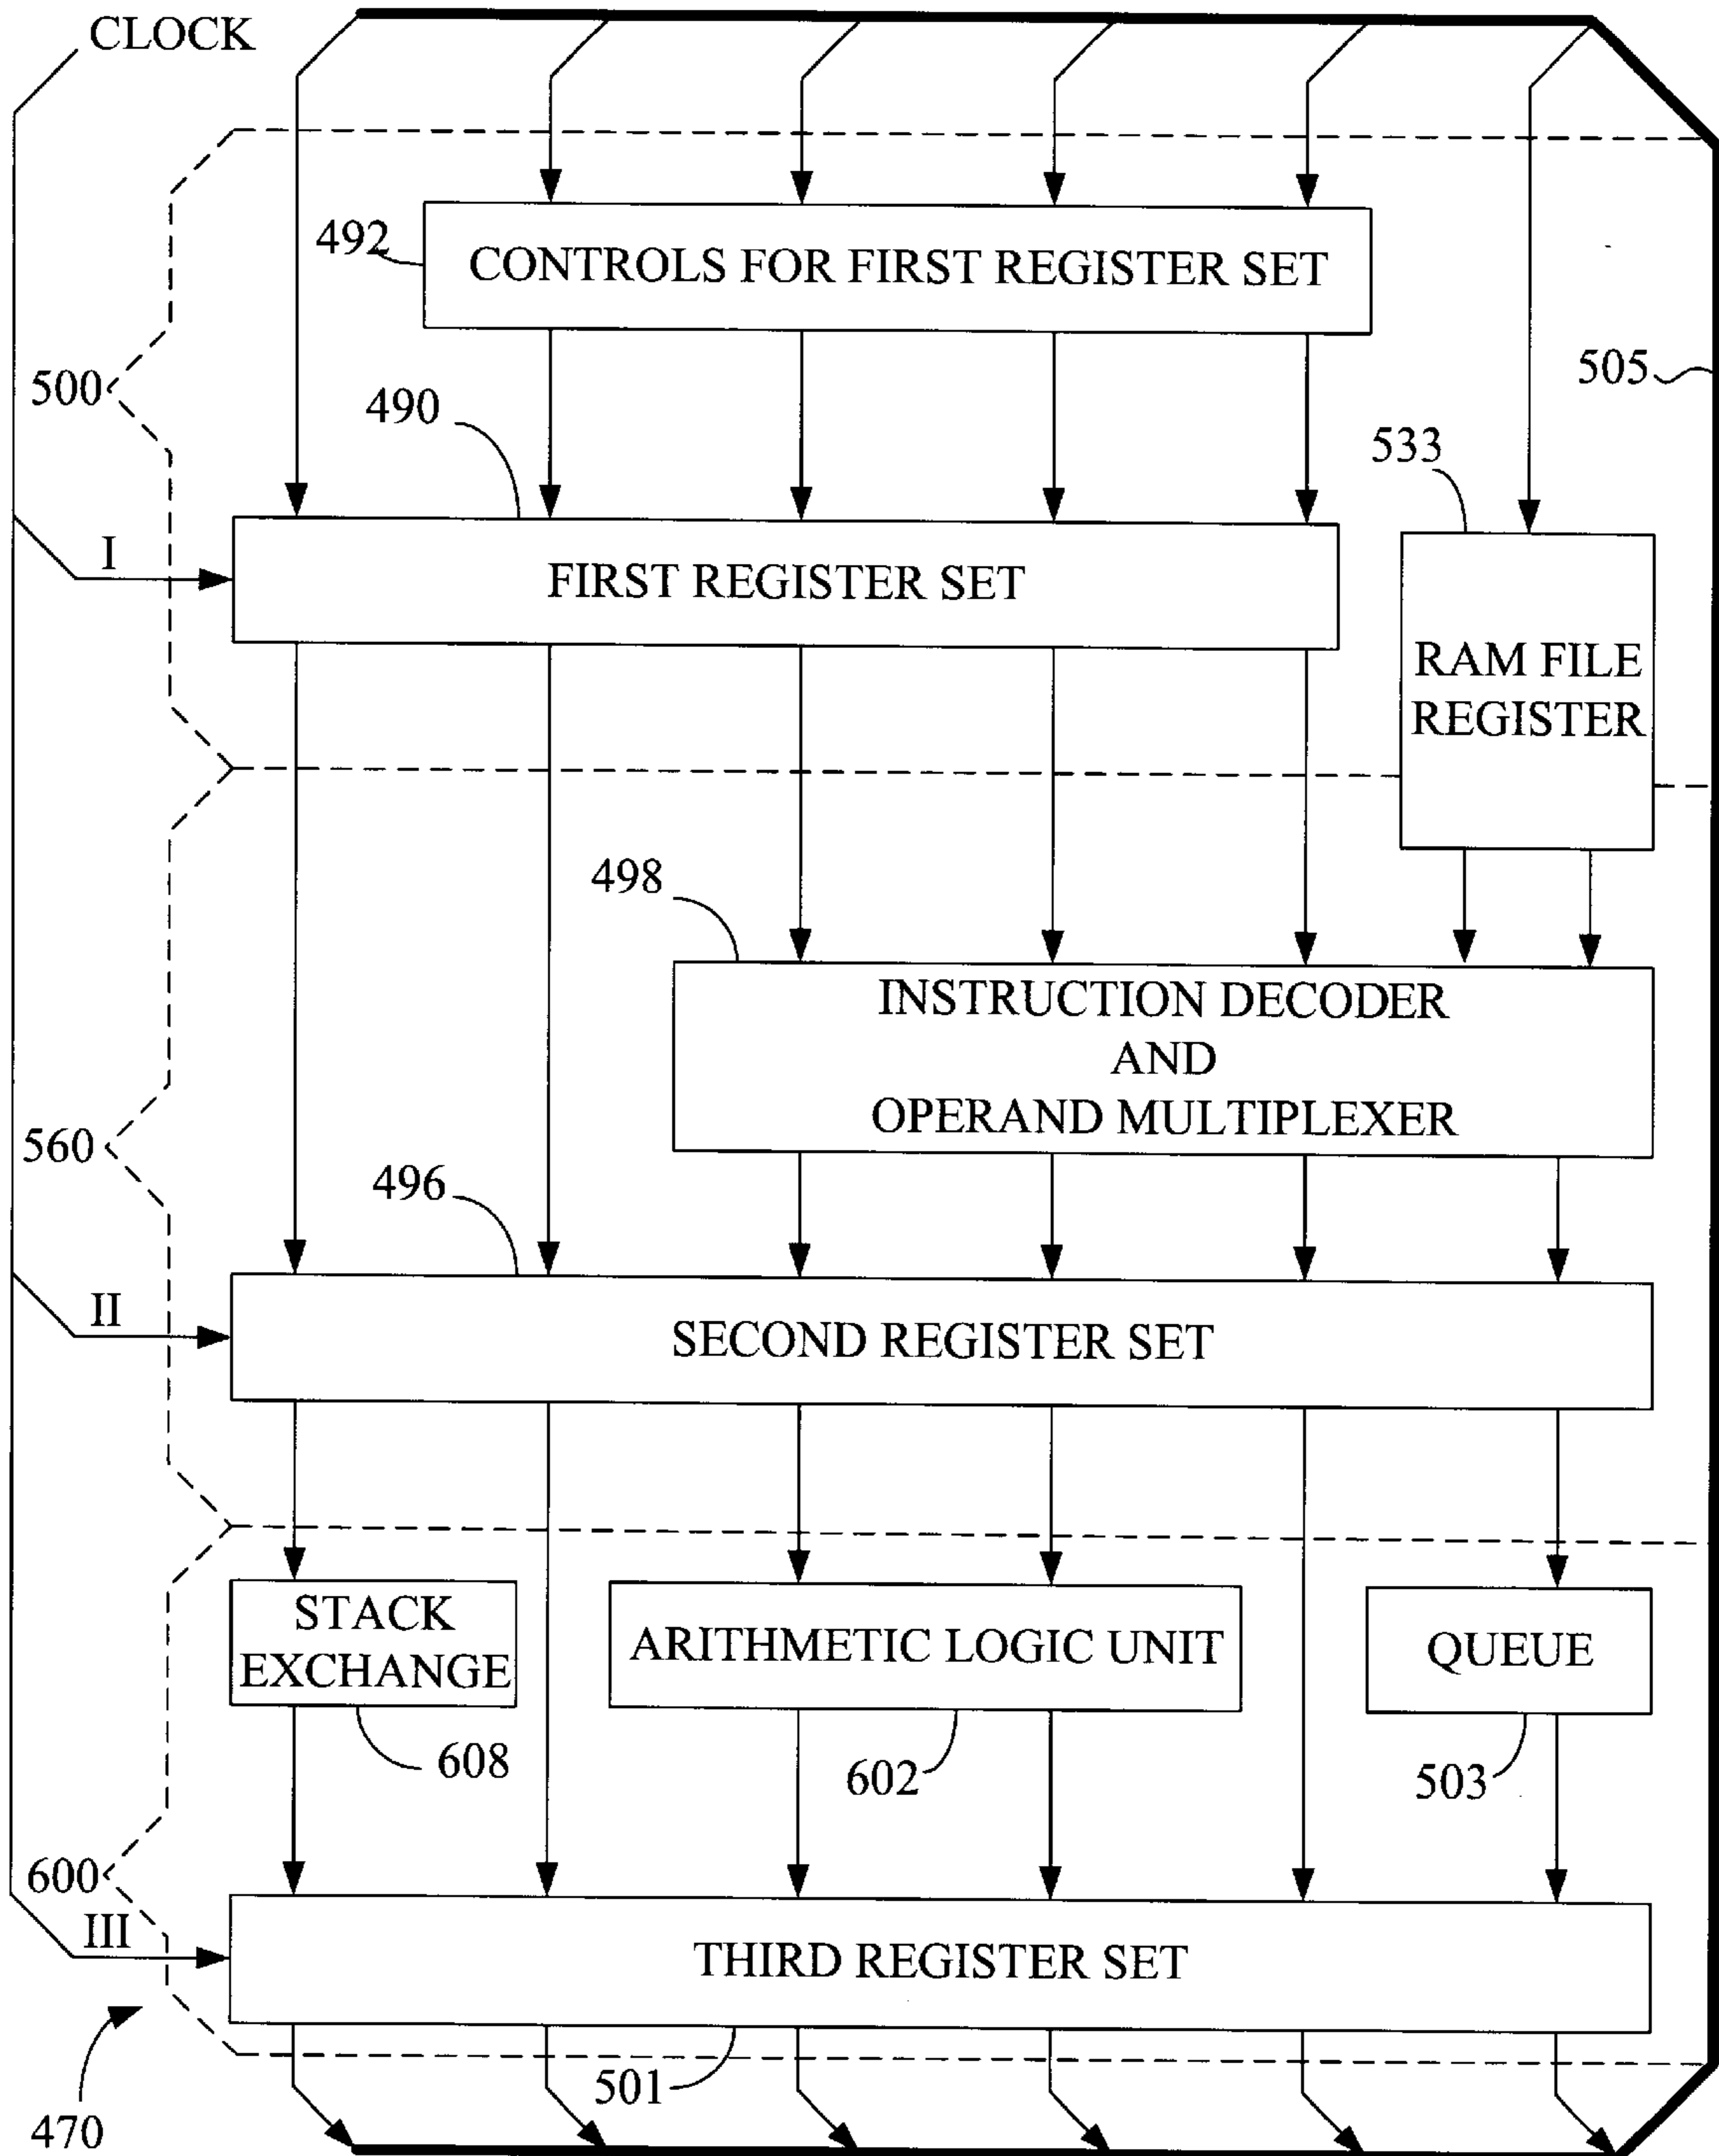 CLOCK
492
CONTROLS FOR FIRST REGISTER SET
500
505
490
533
I
FIRST REGISTER SET
RAM FILE
REGISTER
498
INSTRUCTION DECODER
AND
OPERAND MULTIPLEXER
560
496
II
SECOND REGISTER SET
STACK
EXCHANGE
ARITHMETIC LOGIC UNIT
QUEUE
608
602
503
600
III
THIRD REGISTER SET
501
470